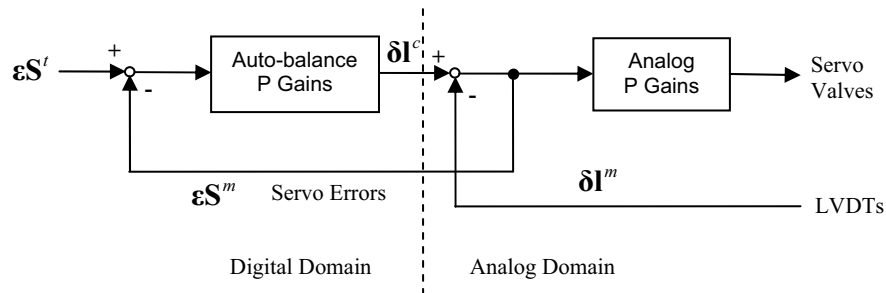 εS^t
+
-
Auto-balance
P Gains
δl^c
+
-
Analog
P Gains
Servo
Valves
εS^m
Servo Errors
δl^m
LVDTs
Digital Domain
Analog Domain